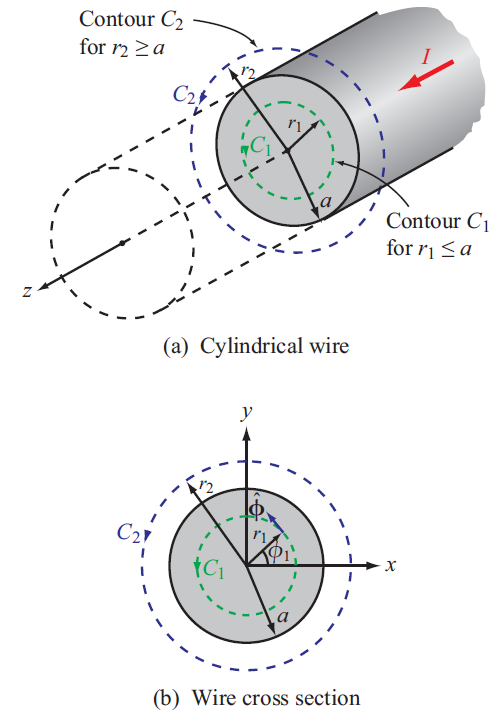 Contour C₂
for r₂ ≥ a
r₂
I
C₂
r₁
C₁
a
Contour C₁
for r₁ ≤ a
z
(a) Cylindrical wire
y
r₂
ϕ̂
C₂
r₁
ϕ₁
x
C₁
a
(b) Wire cross section